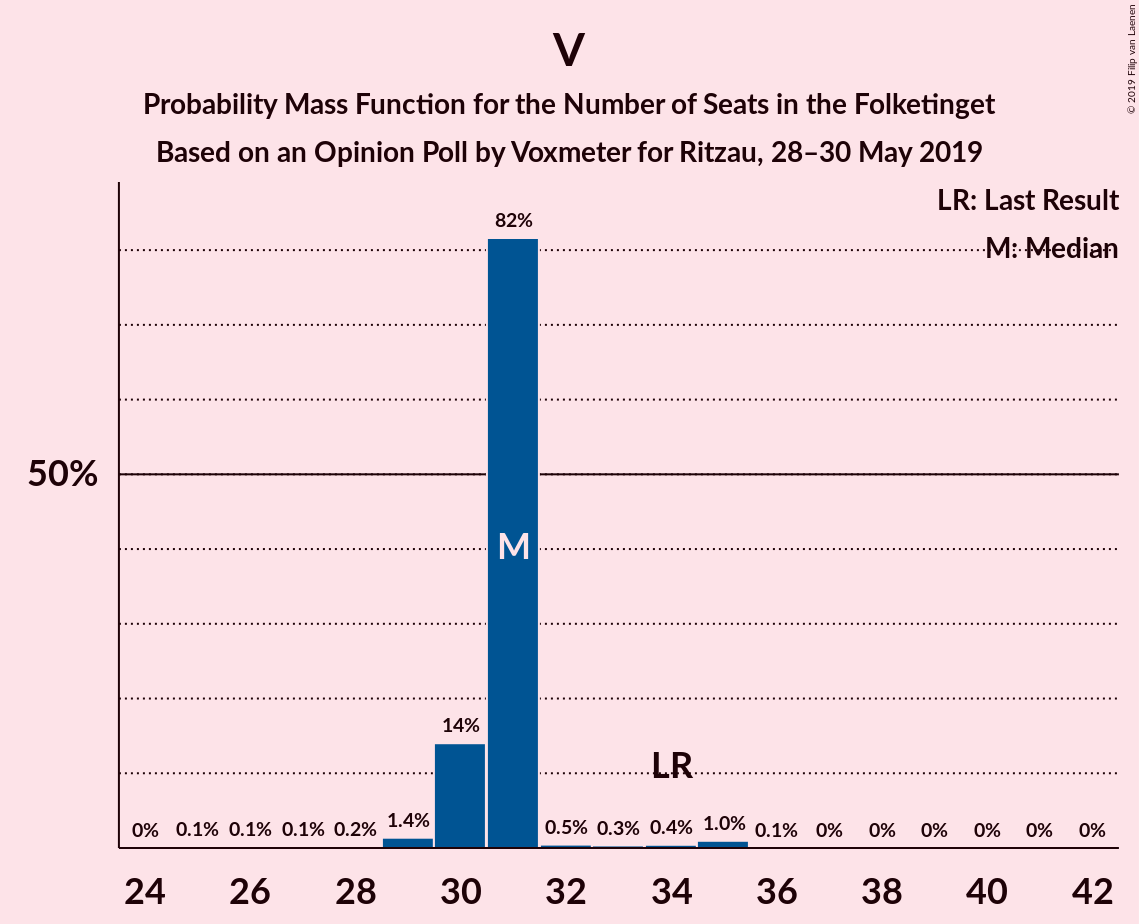 V
Probability Mass Function for the Number of Seats in the Folketinget
Based on an Opinion Poll by Voxmeter for Ritzau, 28–30 May 2019
© 2019 Filip van Laenen
LR: Last Result
M: Median
50%
0% 0.1% 0.1% 0.1% 0.2% 1.4% 14% 82% 0.5% 0.3% 0.4% 1.0% 0.1% 0% 0% 0% 0% 0% 0%
M
LR
24 26 28 30 32 34 36 38 40 42